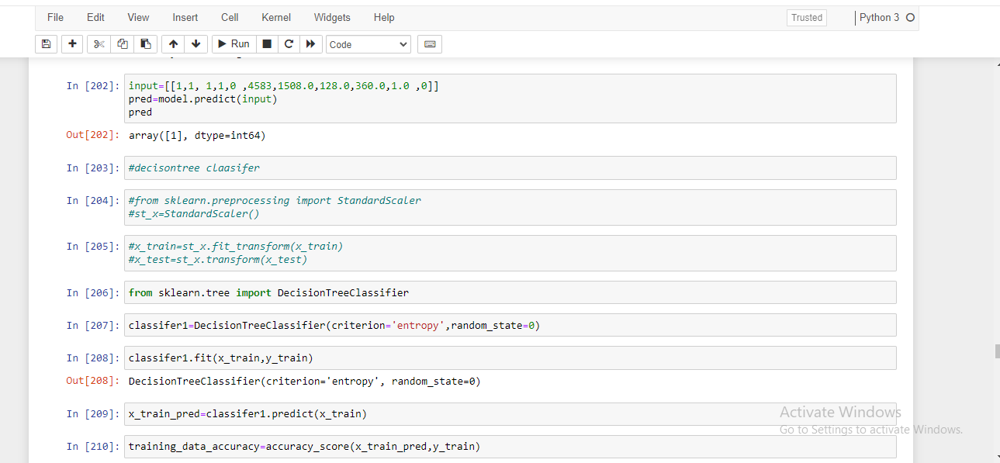 File Edit View Insert Cell Kernel Widgets Help Trusted Python 3
Run Code
In [202]: input=[[1,1, 1,1,0 ,4583,1508.0,128.0,360.0,1.0 ,0]]
pred=model.predict(input)
pred
Out[202]: array([1], dtype=int64)
In [203]: #decisontree claasifer
In [204]: #from sklearn.preprocessing import StandardScaler
#st_x=StandardScaler()
In [205]: #x_train=st_x.fit_transform(x_train)
#x_test=st_x.transform(x_test)
In [206]: from sklearn.tree import DecisionTreeClassifier
In [207]: classifer1=DecisionTreeClassifier(criterion='entropy',random_state=0)
In [208]: classifer1.fit(x_train,y_train)
Out[208]: DecisionTreeClassifier(criterion='entropy', random_state=0)
In [209]: x_train_pred=classifer1.predict(x_train)
Activate Windows
Go to Settings to activate Windows.
In [210]: training_data_accuracy=accuracy_score(x_train_pred,y_train)